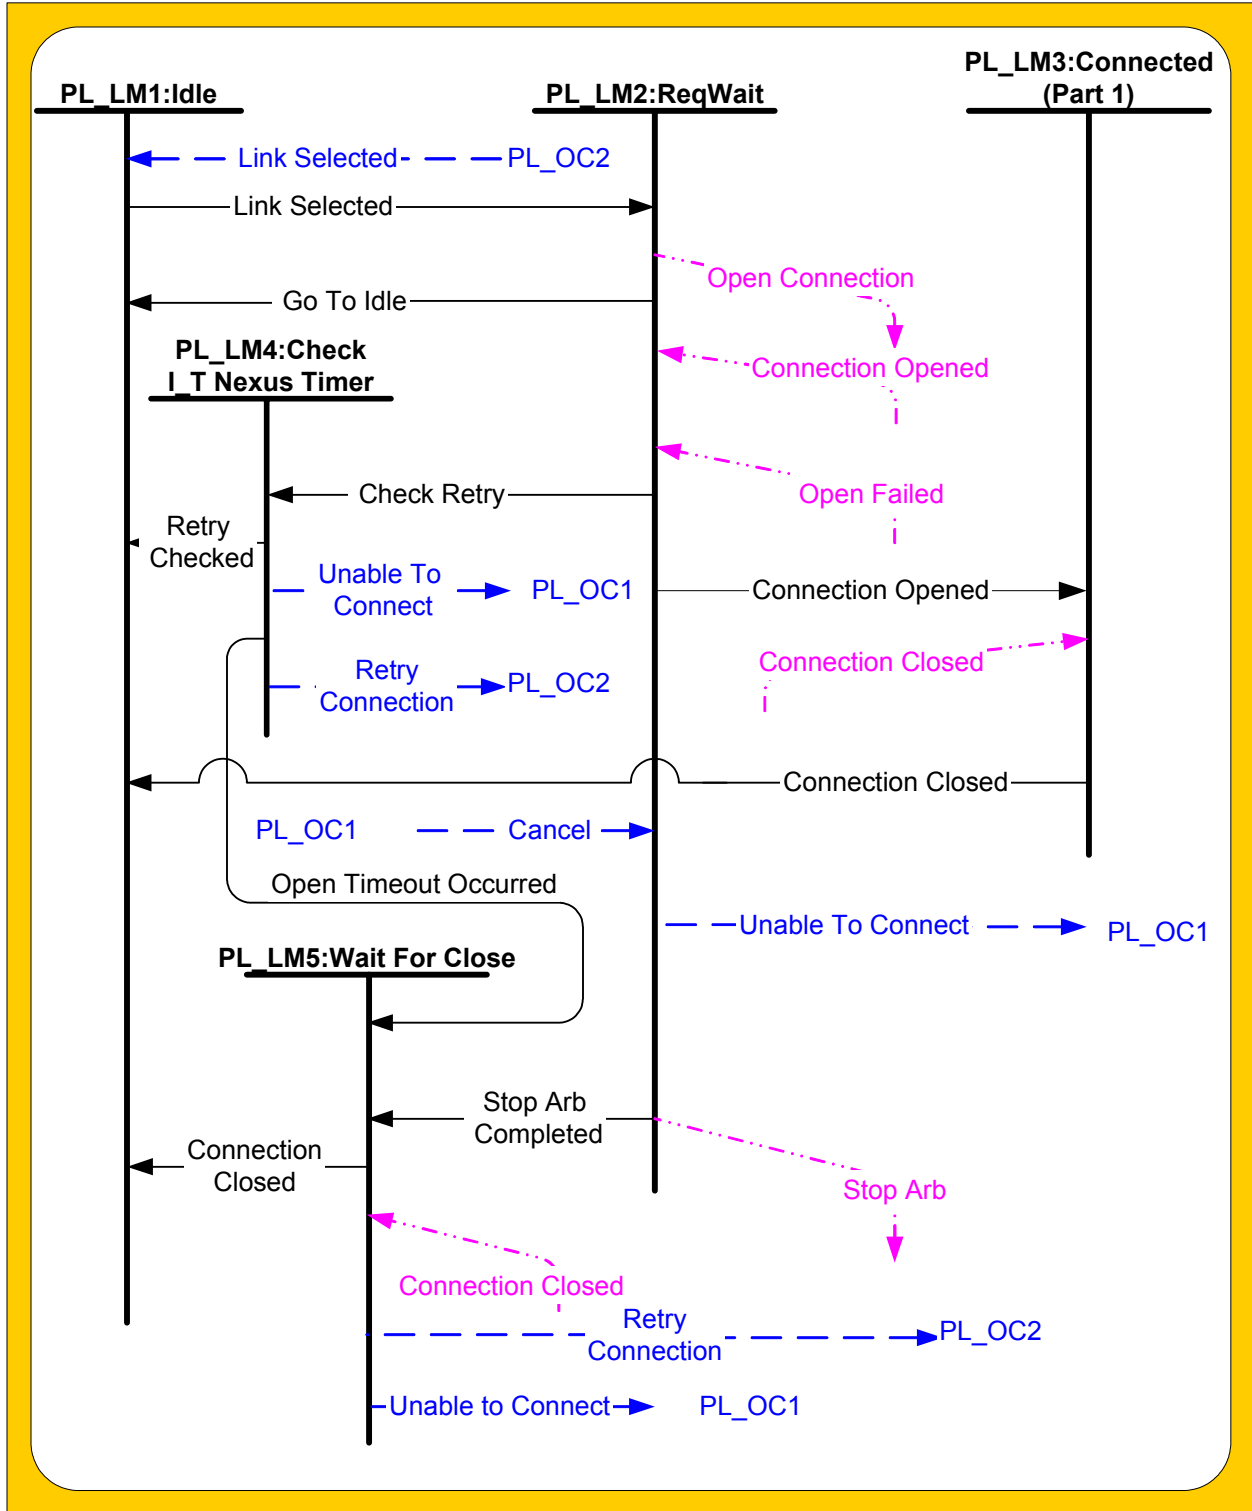 PL_LM1:Idle
PL_LM2:ReqWait
PL_LM3:Connected
(Part 1)
Link Selected
PL_OC2
Link Selected
Open Connection
Go To Idle
PL_LM4:Check
I_T Nexus Timer
Connection Opened
Check Retry
Open Failed
Retry
Checked
Unable To
Connect
PL_OC1
Connection Opened
Retry
Connection
PL_OC2
Connection Closed
Connection Closed
PL_OC1
Cancel
Open Timeout Occurred
Unable To Connect
PL_OC1
PL_LM5:Wait For Close
Stop Arb
Completed
Connection
Closed
Stop Arb
Connection Closed
Retry
Connection
PL_OC2
Unable to Connect
PL_OC1